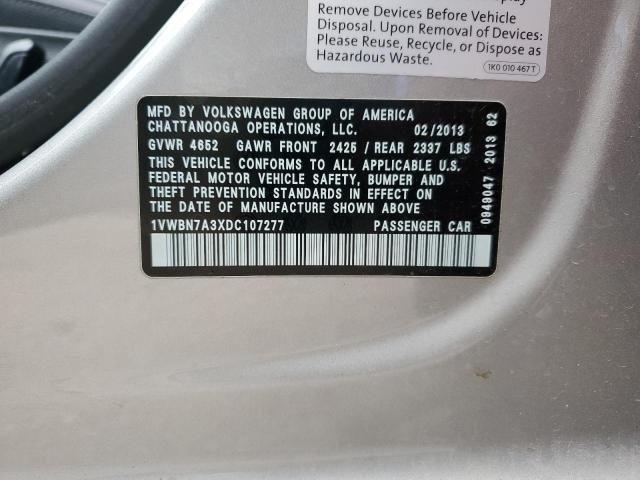 Remove Devices Before Vehicle
Disposal. Upon Removal of Devices:
Please Reuse, Recycle, or Dispose as
Hazardous Waste.
1K0 010 467 T
MFD BY VOLKSWAGEN GROUP OF AMERICA
CHATTANOOGA OPERATIONS, LLC. 02/2013
GVWR 4652 GAWR FRONT 2425 / REAR 2337 LBS
THIS VEHICLE CONFORMS TO ALL APPLICABLE U.S.
FEDERAL MOTOR VEHICLE SAFETY, BUMPER AND
THEFT PREVENTION STANDARDS IN EFFECT ON
THE DATE OF MANUFACTURE SHOWN ABOVE
1VWBN7A3XDC107277 PASSENGER CAR
0949047 2013 62